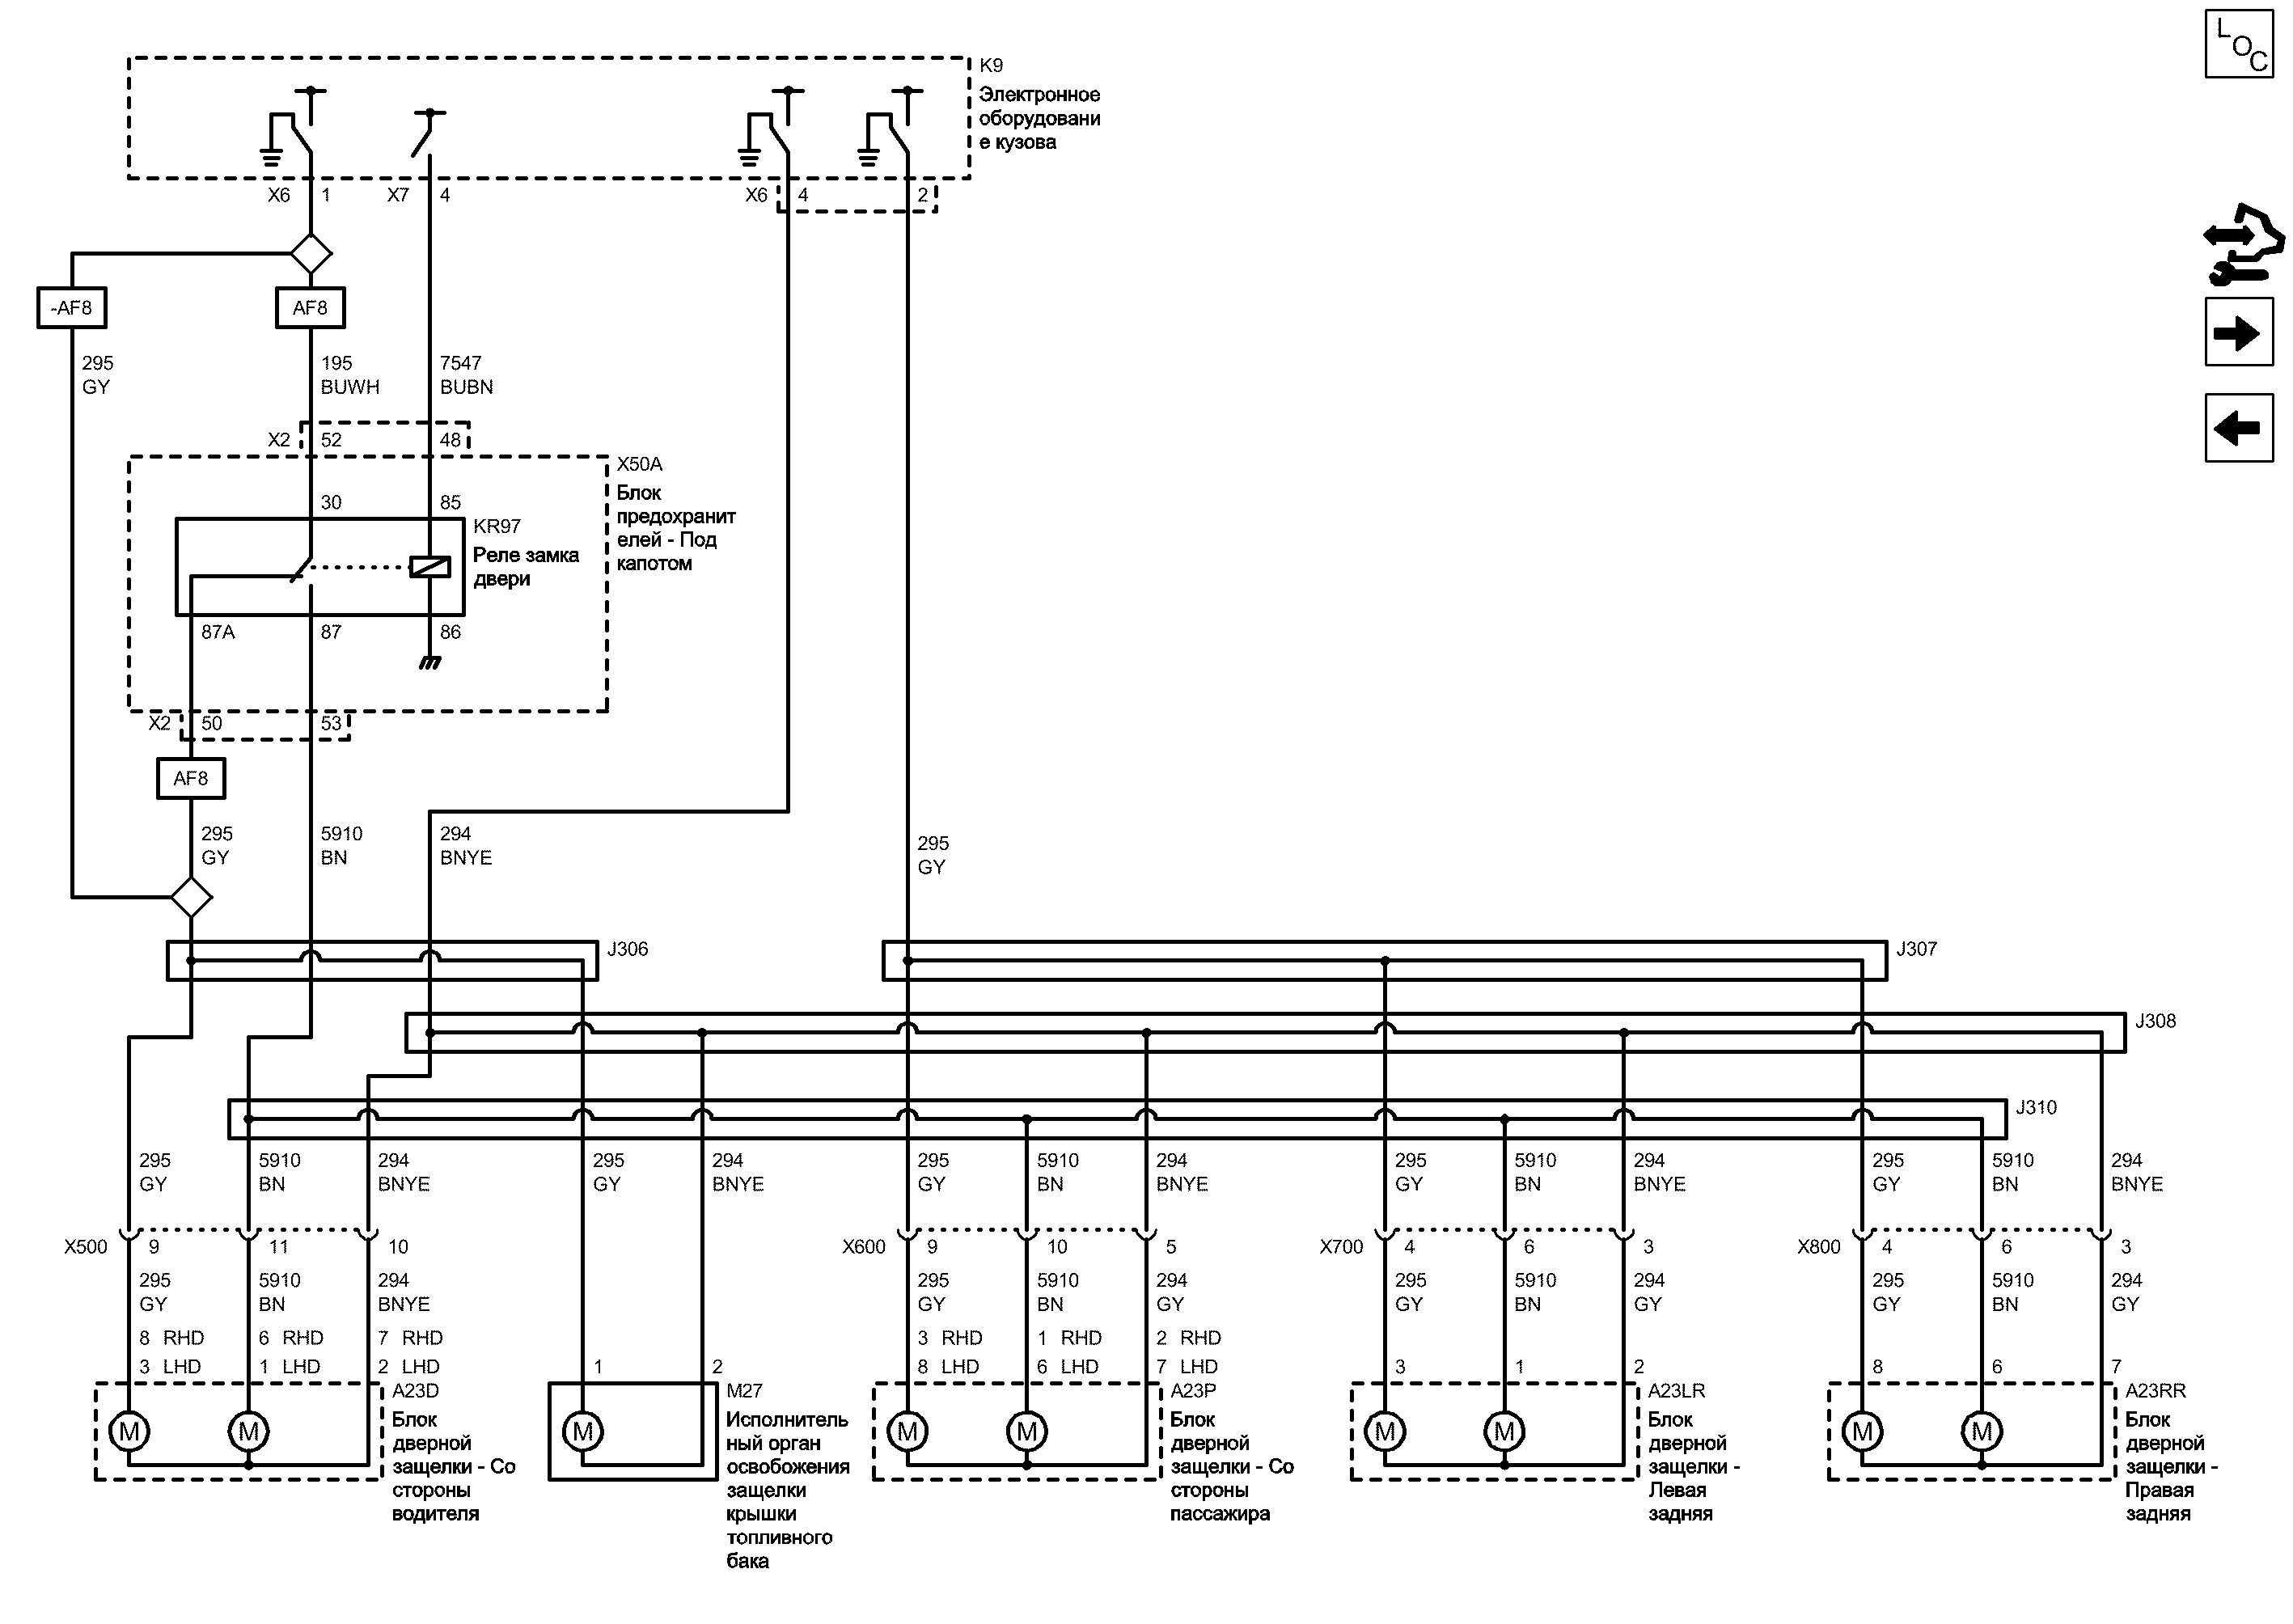 LOC
K9
Электронное
оборудовани
е кузова
X6 1 X7 4 X6 4 2
-AF8 AF8
295 195 7547
GY BUWH BUBN
X2 52 48
X50A
Блок
предохранит
елей - Под
капотом
30 85
KR97
Реле замка
двери
87A 87 86
X2 50 53
AF8
295 5910 294 295
GY BN BNYE GY
J306 J307
J308
J310
295 5910 294 295 294 295 5910 294 295 5910 294 295 5910 294
GY BN BNYE GY BNYE GY BN BNYE GY BN BNYE GY BN BNYE
X500 9 11 10 X600 9 10 5 X700 4 6 3 X800 4 6 3
295 5910 294 295 5910 294 295 5910 294 295 5910 294
GY BN BNYE GY BN GY GY BN GY GY BN GY
8 RHD 6 RHD 7 RHD 3 RHD 1 RHD 2 RHD
3 LHD 1 LHD 2 LHD 1 2 8 LHD 6 LHD 7 LHD 3 1 2 8 6 7
M M M M M M M M M
A23D
Блок
дверной
защелки - Со
стороны
водителя
M27
Исполнитель
ный орган
освобожения
защелки
крышки
топливного
бака
A23P
Блок
дверной
защелки - Со
стороны
пассажира
A23LR
Блок
дверной
защелки -
Левая
задняя
A23RR
Блок
дверной
защелки -
Правая
задняя